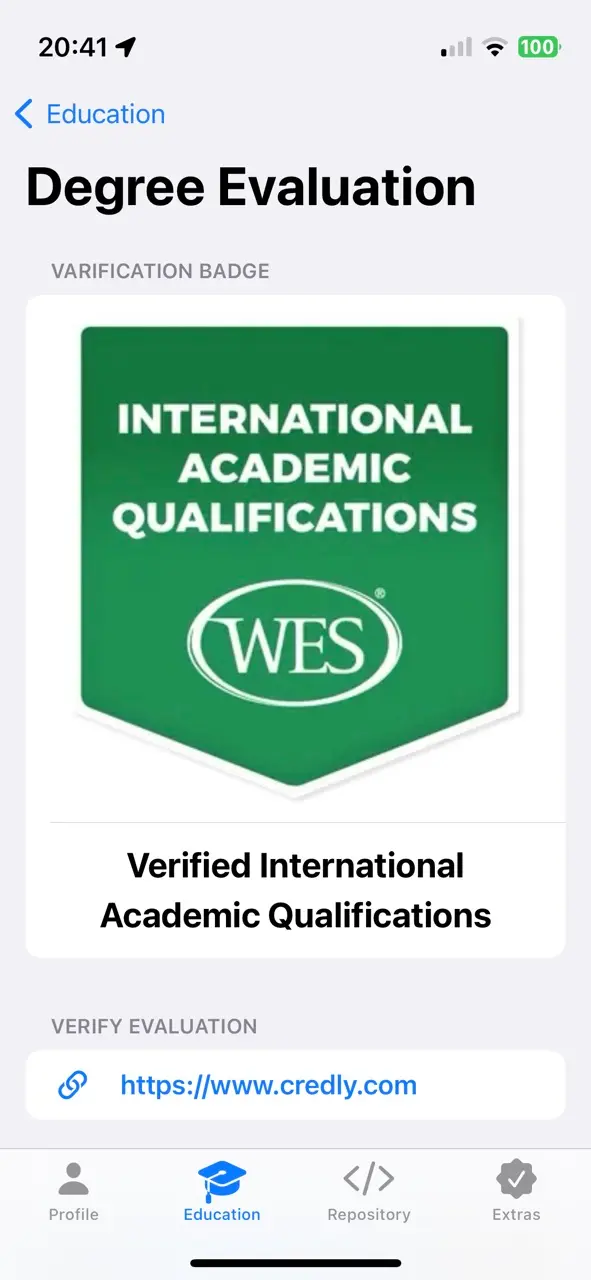 20:41
100
Education
Degree Evaluation
VARIFICATION BADGE
INTERNATIONAL
ACADEMIC
QUALIFICATIONS
WES®
Verified International
Academic Qualifications
VERIFY EVALUATION
https://www.credly.com
Profile
Education
Repository
Extras